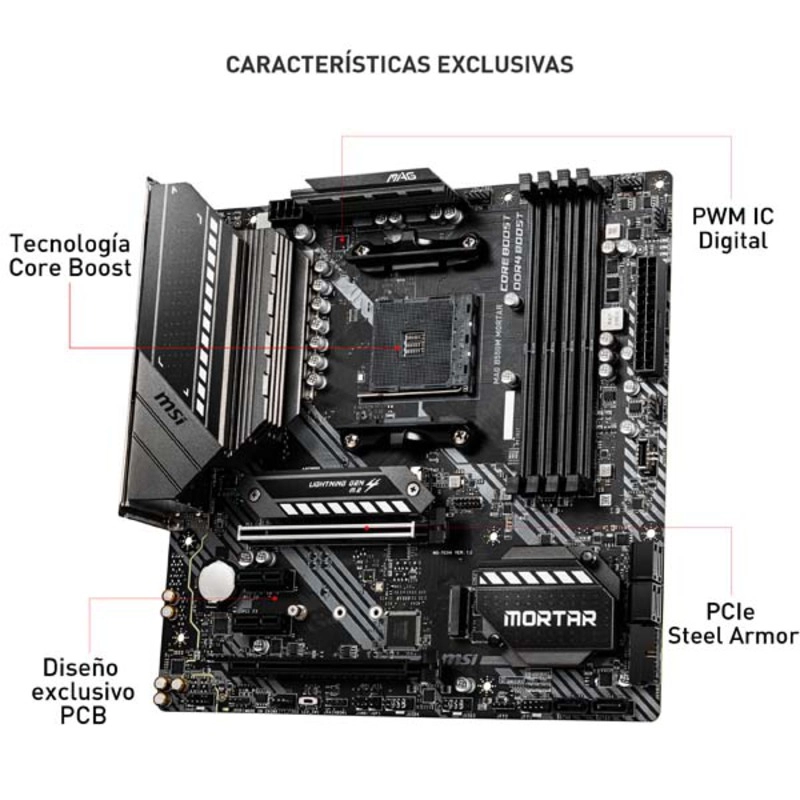 CARACTERÍSTICAS EXCLUSIVAS
MAG
PWM IC
Digital
Tecnología
Core Boost
CORE BOOST
DDR4 BOOST
MAG B550M MORTAR
msi
LIGHTNING GEN 4
M.2
PCIe
Steel Armor
MORTAR
msi
Diseño
exclusivo
PCB